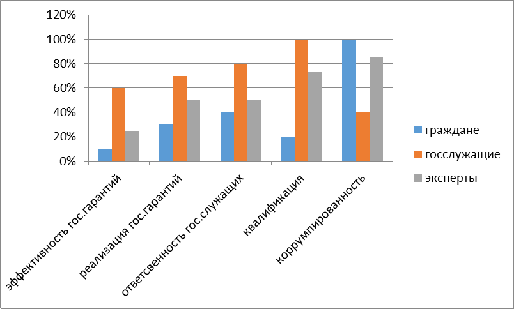 120%
100%
80%
60%
40%
20%
0%
эффективность гос.гарантий
реализация гос.гарантий
ответсвенность гос.служащих
квалификация
коррумпированность
граждане
госслужащие
эксперты